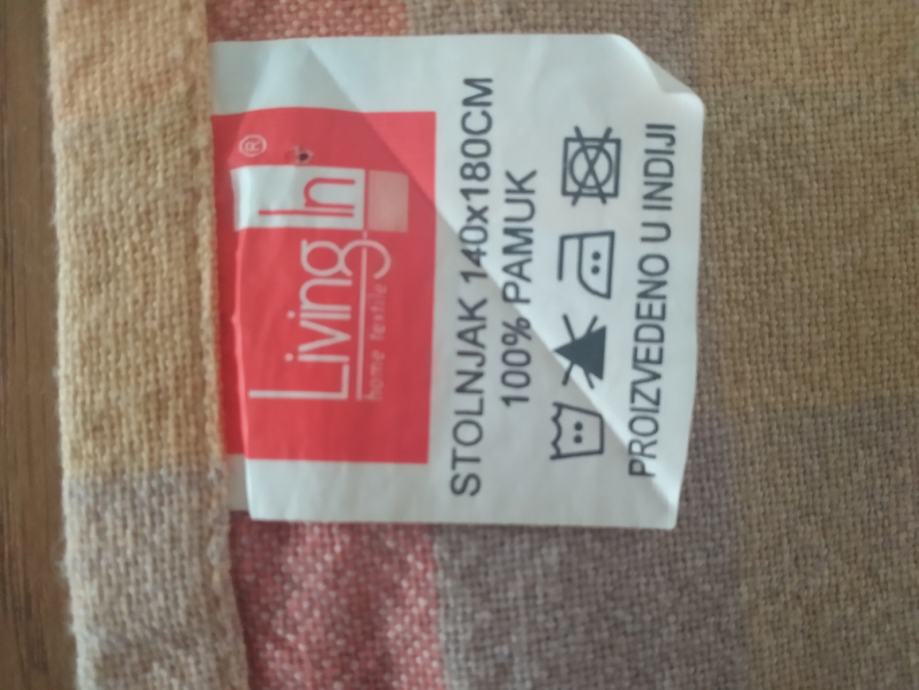 Living In®
home textile
STOLNJAK 140x180CM
100% PAMUK
PROIZVEDENO U INDIJI